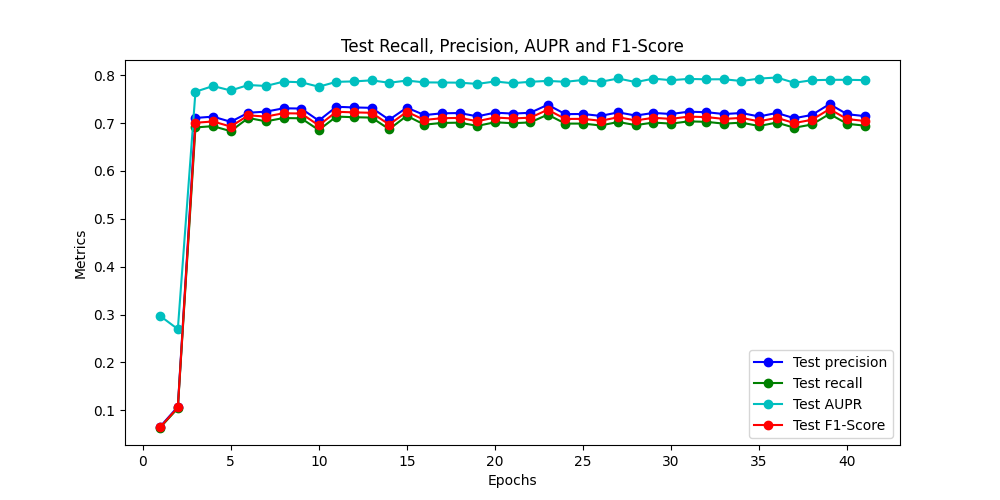 Test Recall, Precision, AUPR and F1-Score
0.8
0.7
0.6
0.5
0.4
0.3
0.2
0.1
Metrics
0 5 10 15 20 25 30 35 40
Epochs
Test precision
Test recall
Test AUPR
Test F1-Score